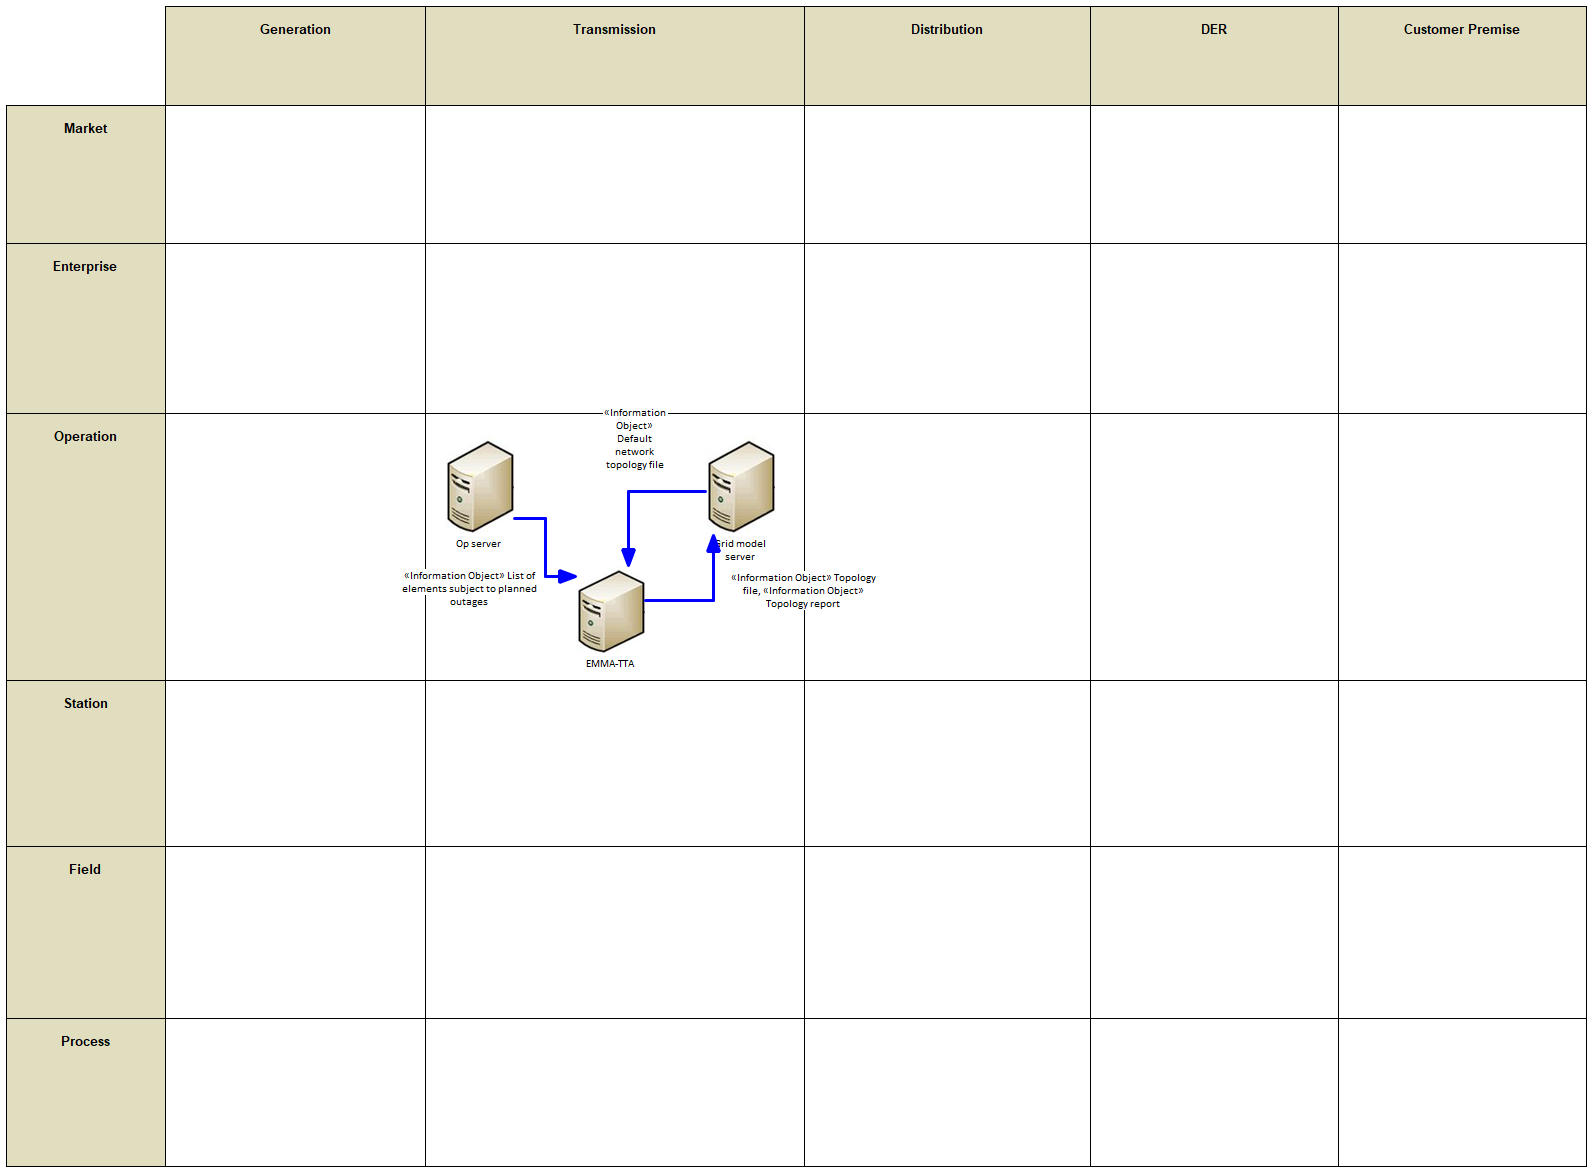 Generation
Transmission
Distribution
DER
Customer Premise
Market
Enterprise
Operation
«Information
Object»
Default
network
topology file
Op server
Grid model
server
«Information Object» List of
elements subject to planned
outages
«Information Object» Topology
file, «Information Object»
Topology report
EMMA-TTA
Station
Field
Process